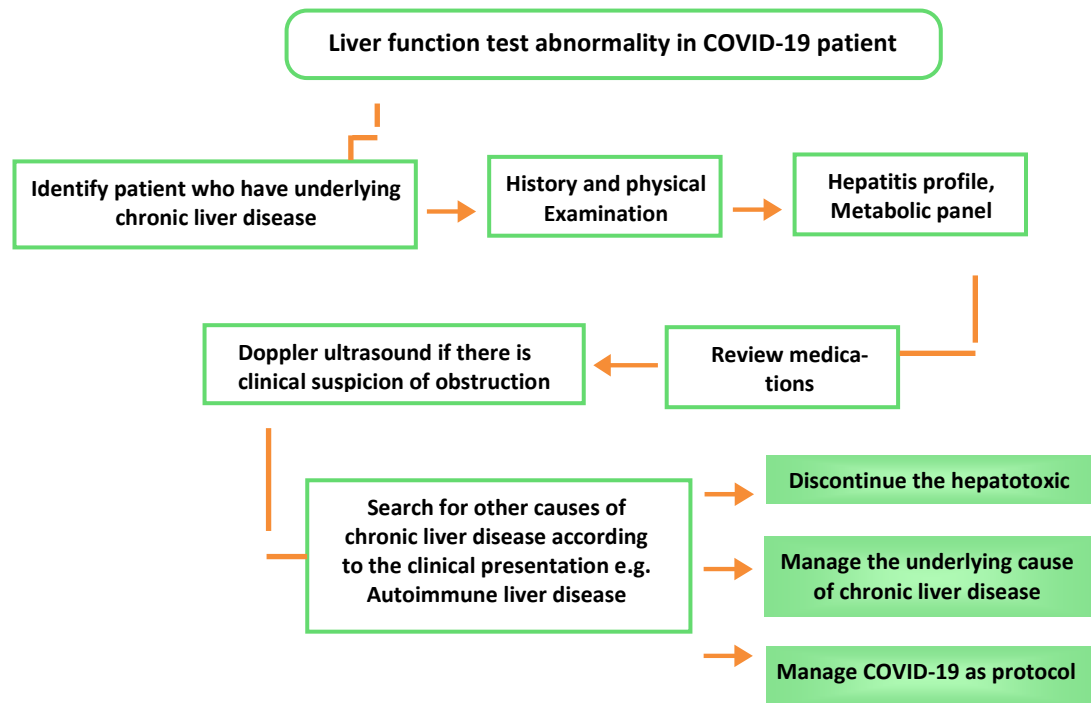 Liver function test abnormality in COVID-19 patient
Identify patient who have underlying
chronic liver disease
History and physical
Examination
Hepatitis profile,
Metabolic panel
Doppler ultrasound if there is
clinical suspicion of obstruction
Review medica-
tions
Search for other causes of
chronic liver disease according
to the clinical presentation e.g.
Autoimmune liver disease
Discontinue the hepatotoxic
Manage the underlying cause
of chronic liver disease
Manage COVID-19 as protocol